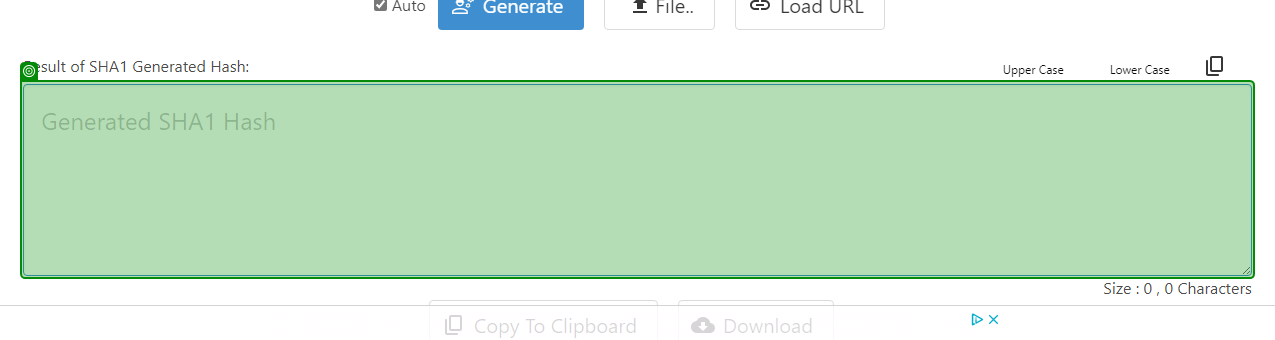 Auto Generate File.. Load URL
sult of SHA1 Generated Hash: Upper Case Lower Case
Generated SHA1 Hash
Size : 0 , 0 Characters
Copy To Clipboard Download